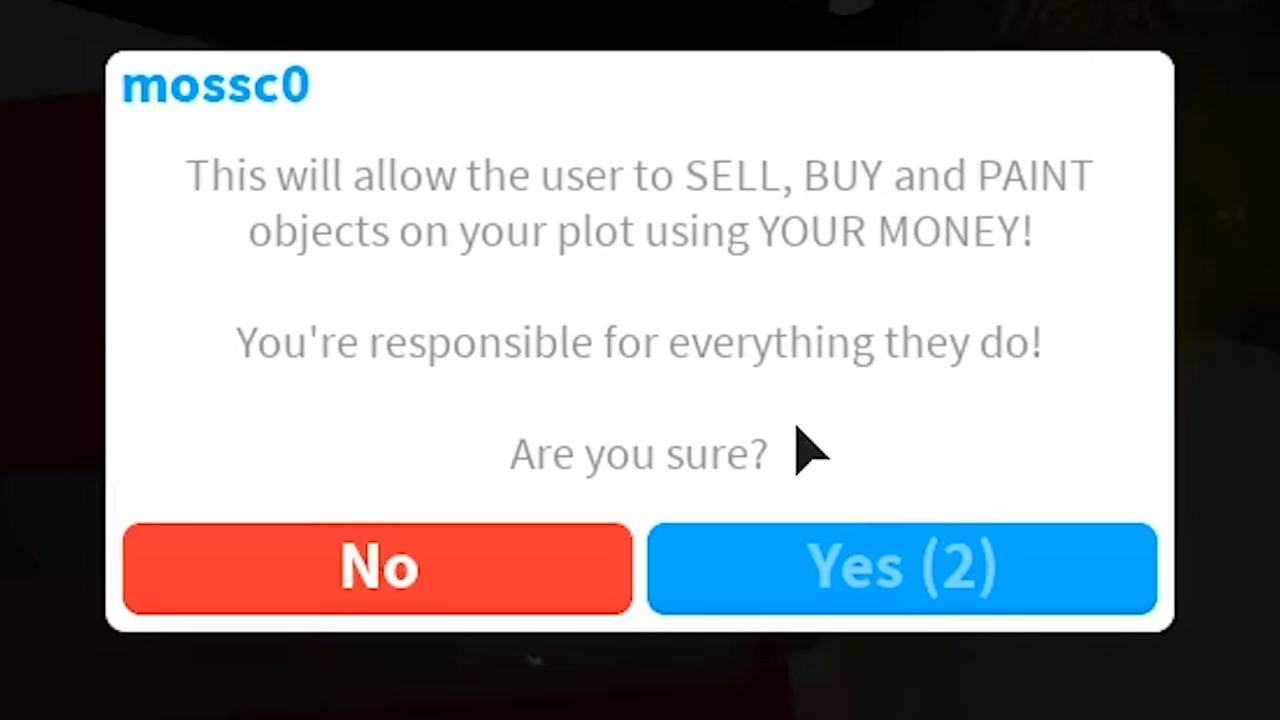 mossc0
This will allow the user to SELL, BUY and PAINT
objects on your plot using YOUR MONEY!
You're responsible for everything they do!
Are you sure?
No
Yes (2)